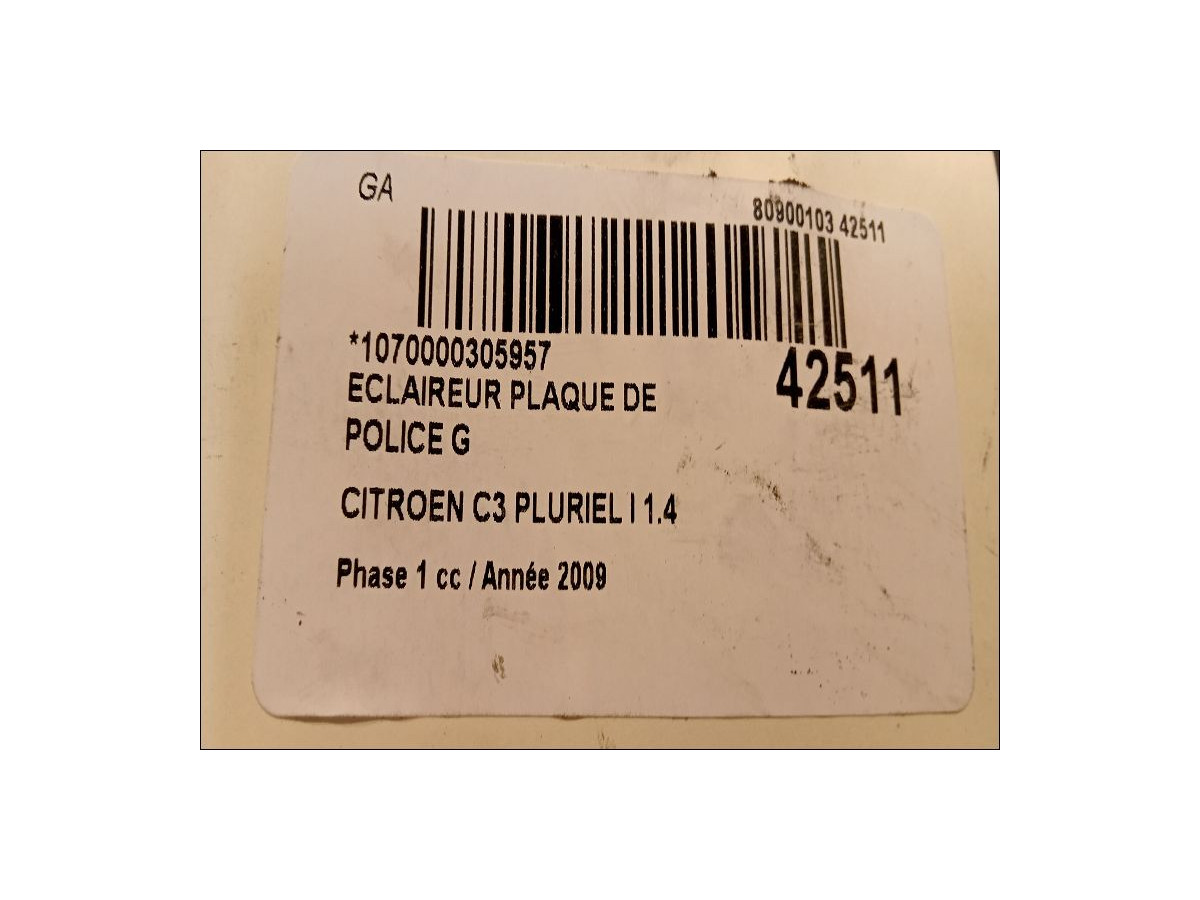 GA
80900103 42511
*1070000305957
42511
ECLAIREUR PLAQUE DE
POLICE G
CITROEN C3 PLURIEL I 1.4
Phase 1 cc / Année 2009